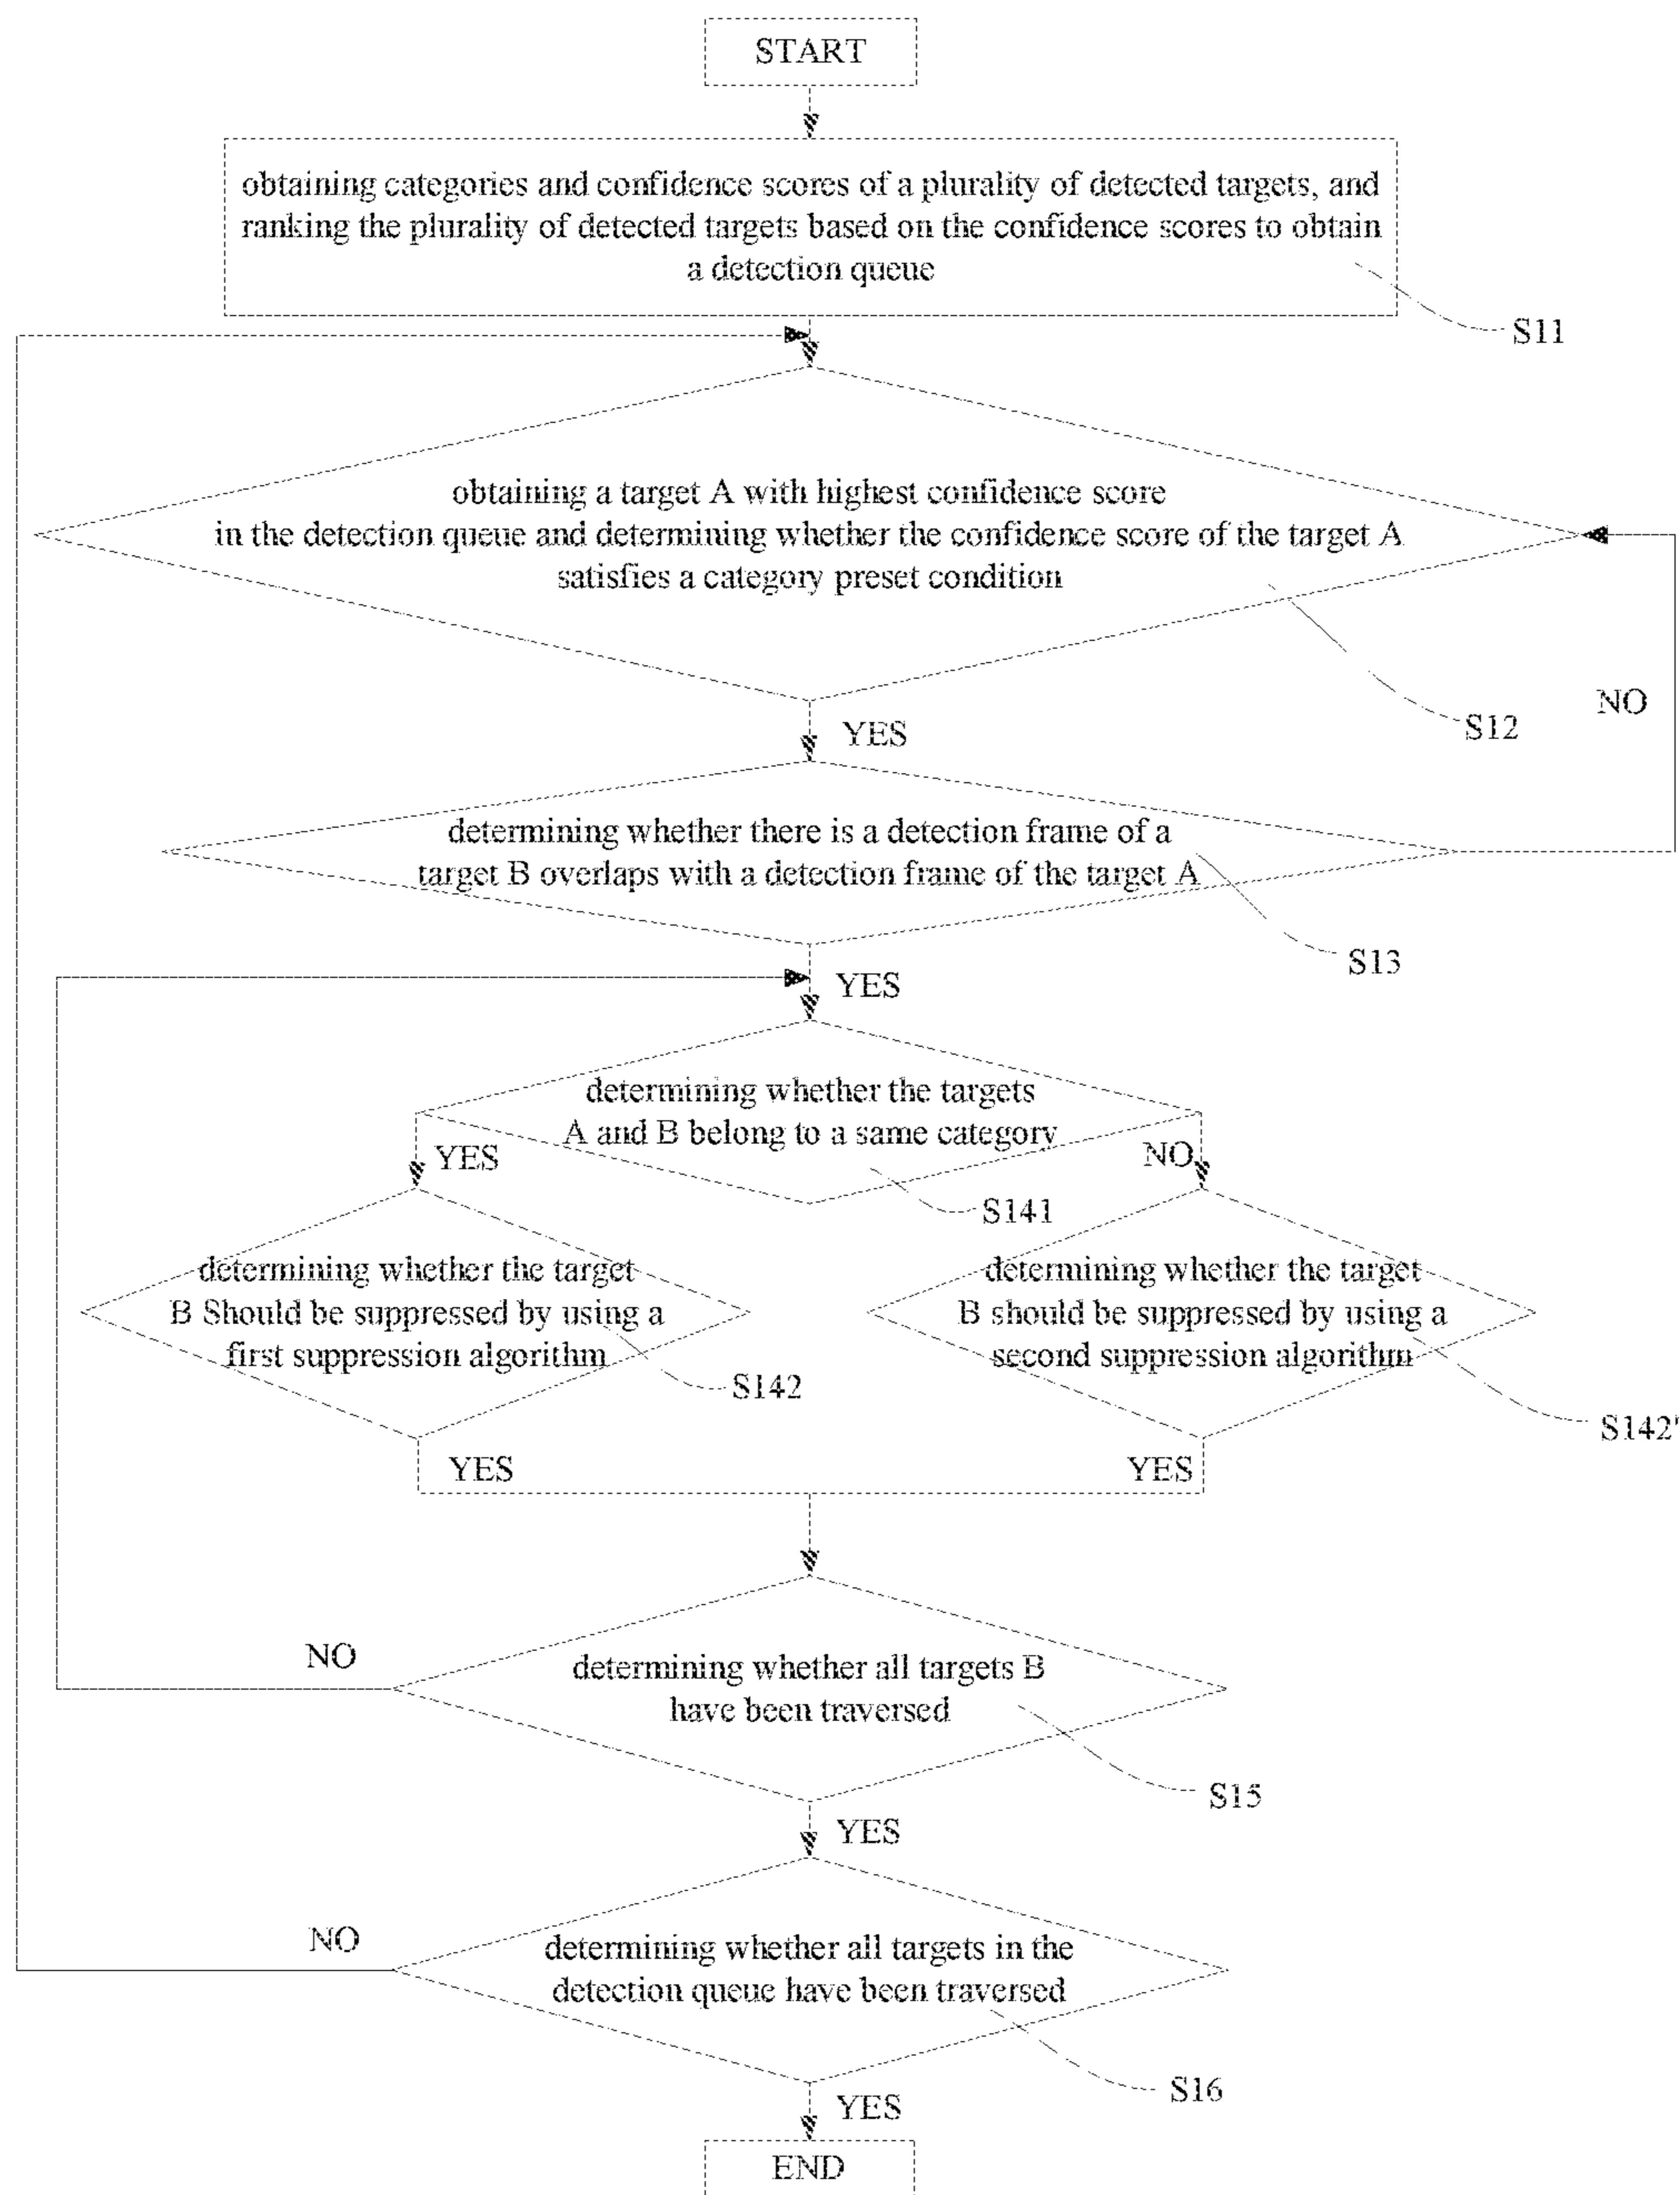 START
obtaining categories and confidence scores of a plurality of detected targets, and
ranking the plurality of detected targets based on the confidence scores to obtain
a detection queue
S11
obtaining a target A with highest confidence score
in the detection queue and determining whether the confidence score of the target A
satisfies a category preset condition
S12
NO
YES
determining whether there is a detection frame of a
target B overlaps with a detection frame of the target A
S13
YES
determining whether the targets
A and B belong to a same category
YES
NO
S141
determining whether the target
B Should be suppressed by using a
first suppression algorithm
S142
determining whether the target
B should be suppressed by using a
second suppression algorithm
S142'
YES
YES
NO
determining whether all targets B
have been traversed
S15
YES
NO
determining whether all targets in the
detection queue have been traversed
S16
YES
END